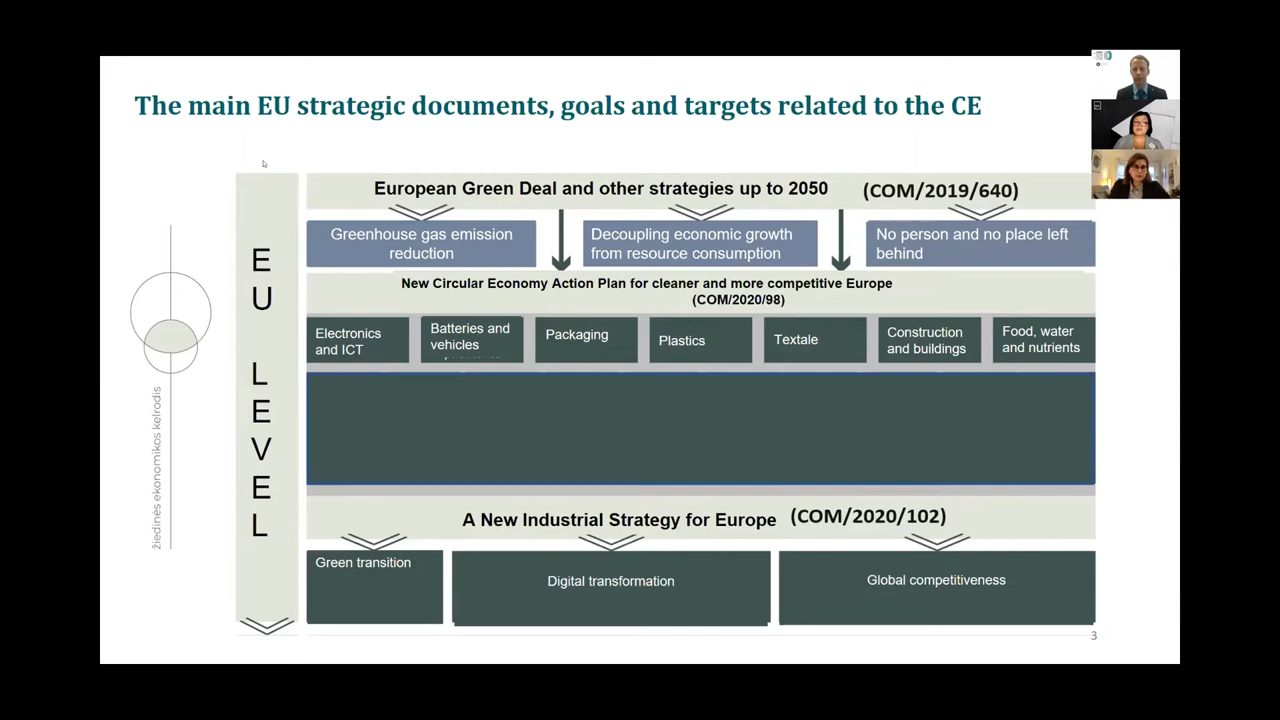 The main EU strategic documents, goals and targets related to the CE
European Green Deal and other strategies up to 2050 (COM/2019/640)
Greenhouse gas emission
reduction
Decoupling economic growth
from resource consumption
No person and no place left
behind
New Circular Economy Action Plan for cleaner and more competitive Europe
(COM/2020/98)
Electronics
and ICT
Batteries and
vehicles
Packaging
Plastics
Textale
Construction
and buildings
Food, water
and nutrients
A New Industrial Strategy for Europe (COM/2020/102)
Green transition
Digital transformation
Global competitiveness
EU LEVEL
žiedinės ekonomikos kelrodis
3